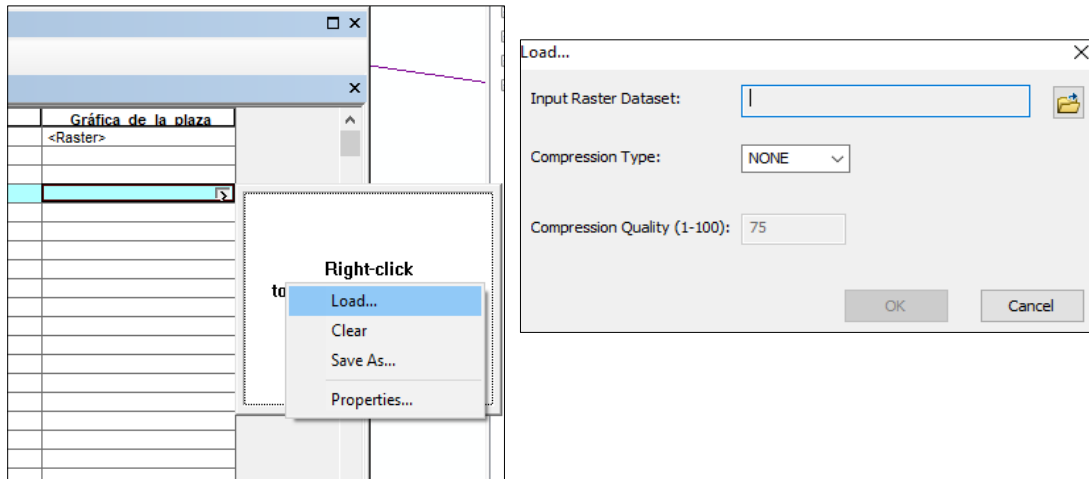 Gráfica de la plaza
<Raster>
Right-click
to
Load...
Clear
Save As...
Properties...
Load...
Input Raster Dataset:
Compression Type:
NONE
Compression Quality (1-100):
75
OK
Cancel